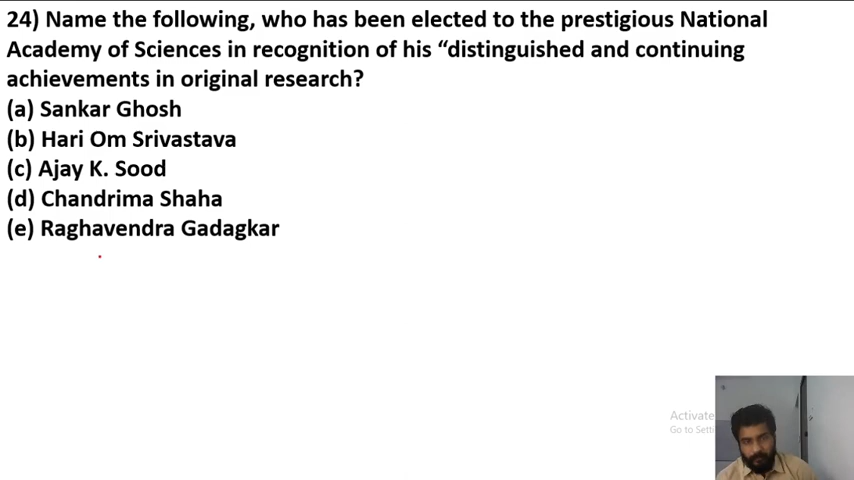 24) Name the following, who has been elected to the prestigious National
Academy of Sciences in recognition of his “distinguished and continuing
achievements in original research?
(a) Sankar Ghosh
(b) Hari Om Srivastava
(c) Ajay K. Sood
(d) Chandrima Shaha
(e) Raghavendra Gadagkar
Activate
Go to Setti